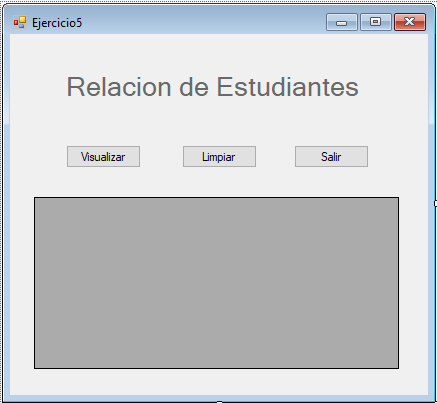 Ejercicio5
Relacion de Estudiantes
Visualizar Limpiar Salir